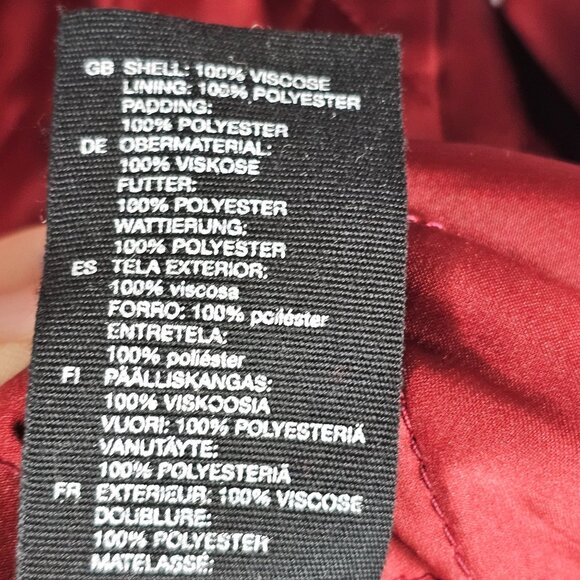 GB SHELL: 100% VISCOSE
LINING: 100% POLYESTER
PADDING:
100% POLYESTER
DE OBERMATERIAL:
100% VISKOSE
FUTTER:
100% POLYESTER
WATTIERUNG:
100% POLYESTER
ES TELA EXTERIOR:
100% viscosa
FORRO: 100% poliéster
ENTRETELA:
100% poliéster
FI PÄÄLLISKANGAS:
100% VISKOOSIA
VUORI: 100% POLYESTERIÄ
VANUTÄYTE:
100% POLYESTERIÄ
FR EXTERIEUR: 100% VISCOSE
DOUBLURE:
100% POLYESTER
MATELASSÉ: